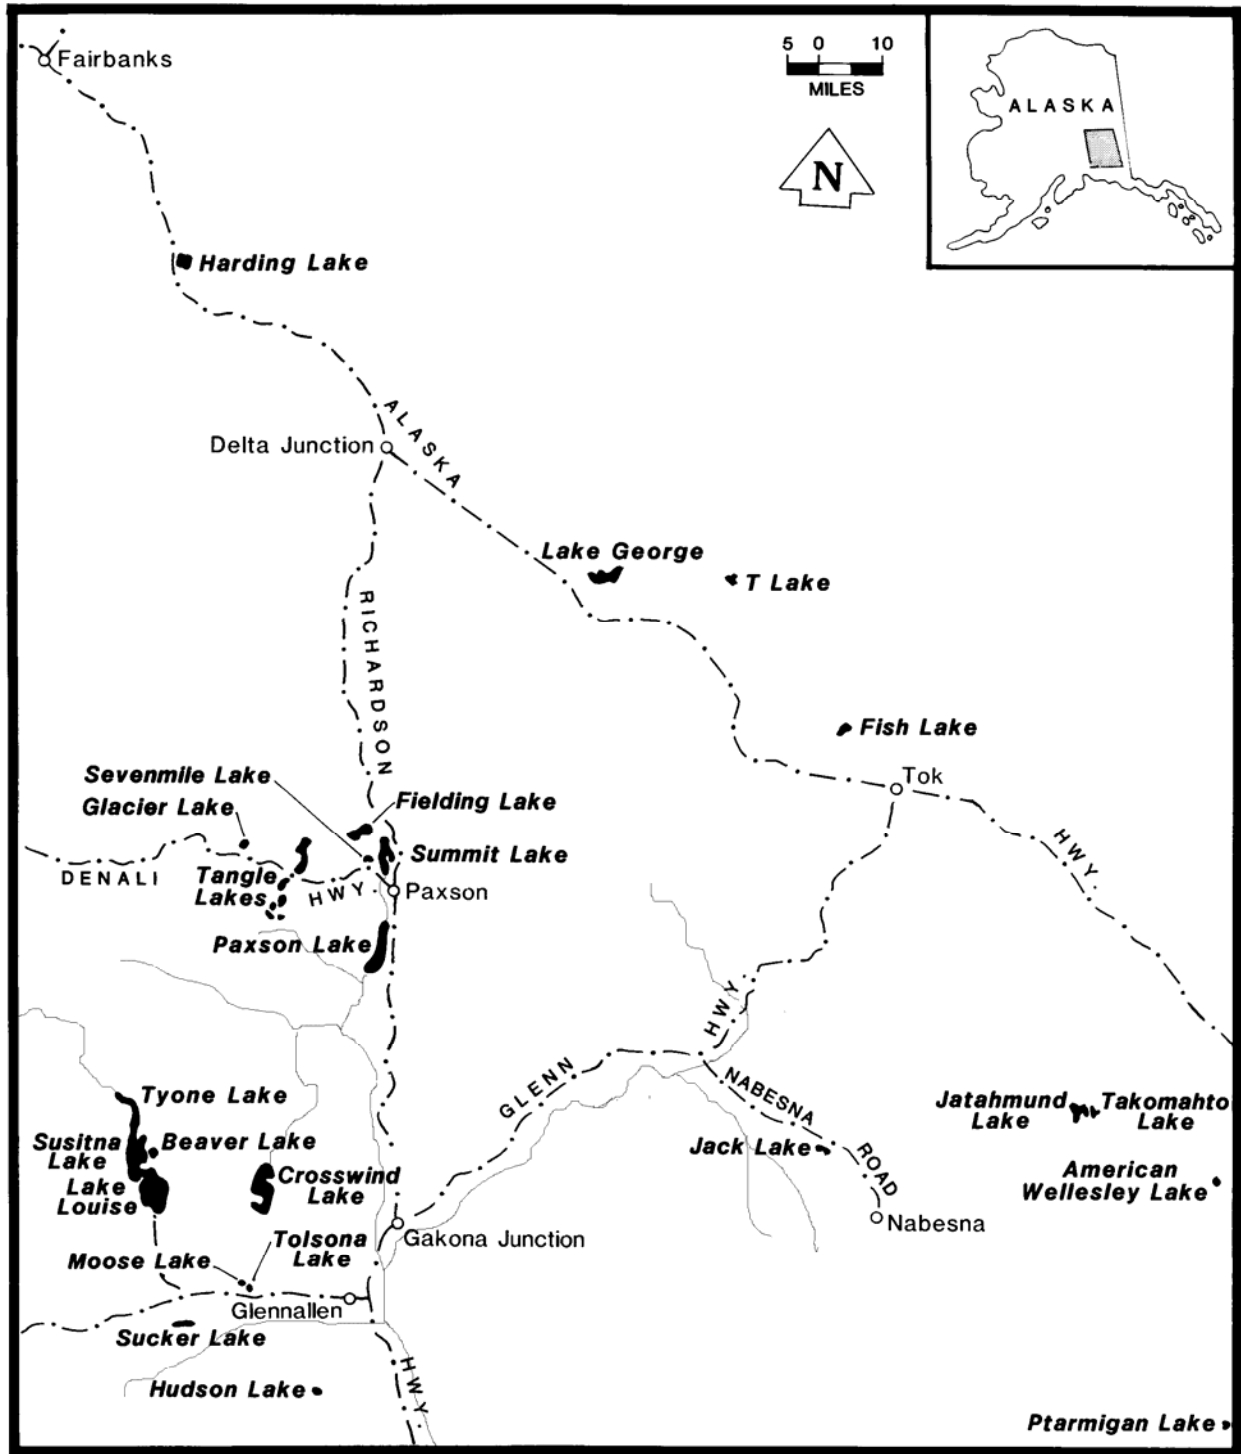 Fairbanks
5 0 10
MILES
N
ALASKA
Harding Lake
ALASKA
Delta Junction
Lake George
T Lake
RICHARDSON
Fish Lake
Tok
Sevenmile Lake
Glacier Lake
Fielding Lake
Summit Lake
DENALI
Tangle
Lakes
HWY.
Paxson
HWY.
Paxson Lake
HWY.
GLENN
NABESNA
ROAD
Tyone Lake
Jatahmund
Lake
Takomahto
Lake
Susitna
Lake
Beaver Lake
Jack Lake
Lake
Louise
Crosswind
Lake
American
Wellesley Lake
Nabesna
Gakona Junction
Tolsona
Lake
Moose Lake
Glennallen
Sucker Lake
HWY.
Hudson Lake
Ptarmigan Lake